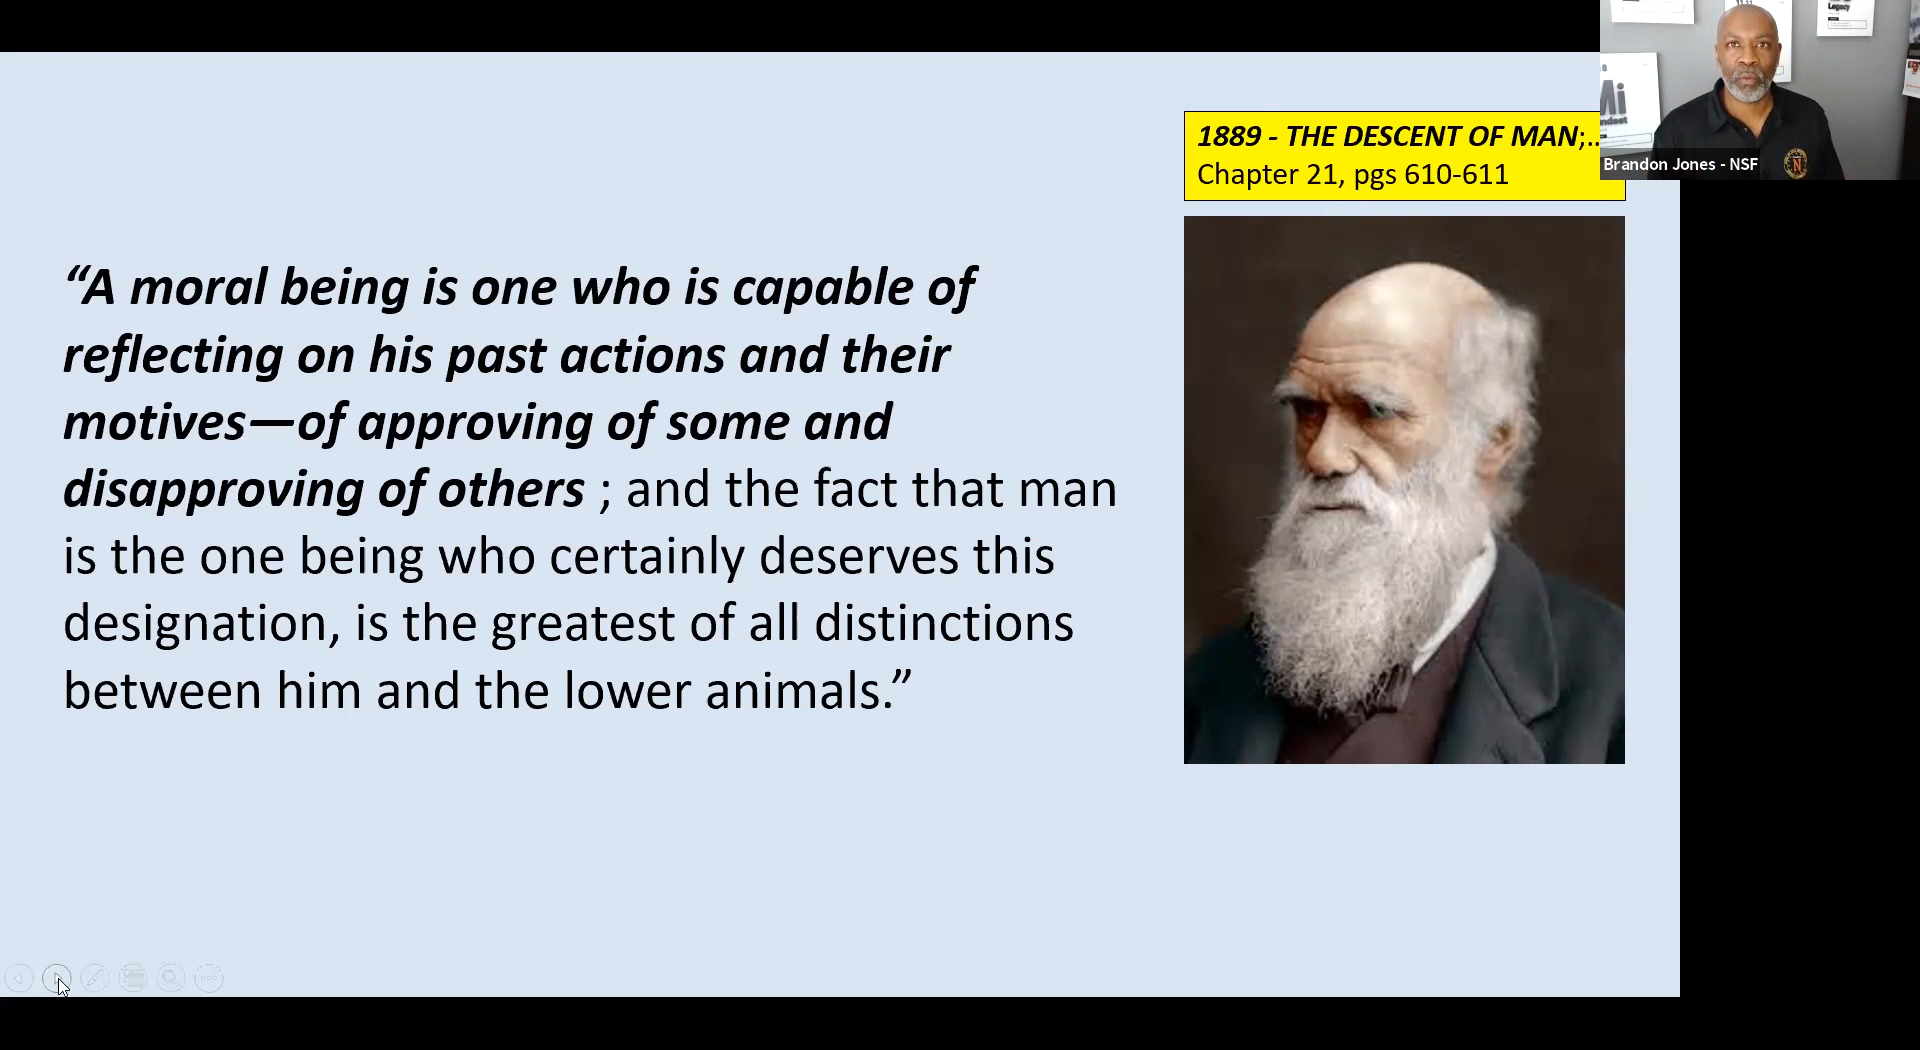 1889 - THE DESCENT OF MAN;..
Chapter 21, pgs 610-611
“A moral being is one who is capable of
reflecting on his past actions and their
motives—of approving of some and
disapproving of others ; and the fact that man
is the one being who certainly deserves this
designation, is the greatest of all distinctions
between him and the lower animals.”
Legacy
Mi
Brandon Jones - NSF
N